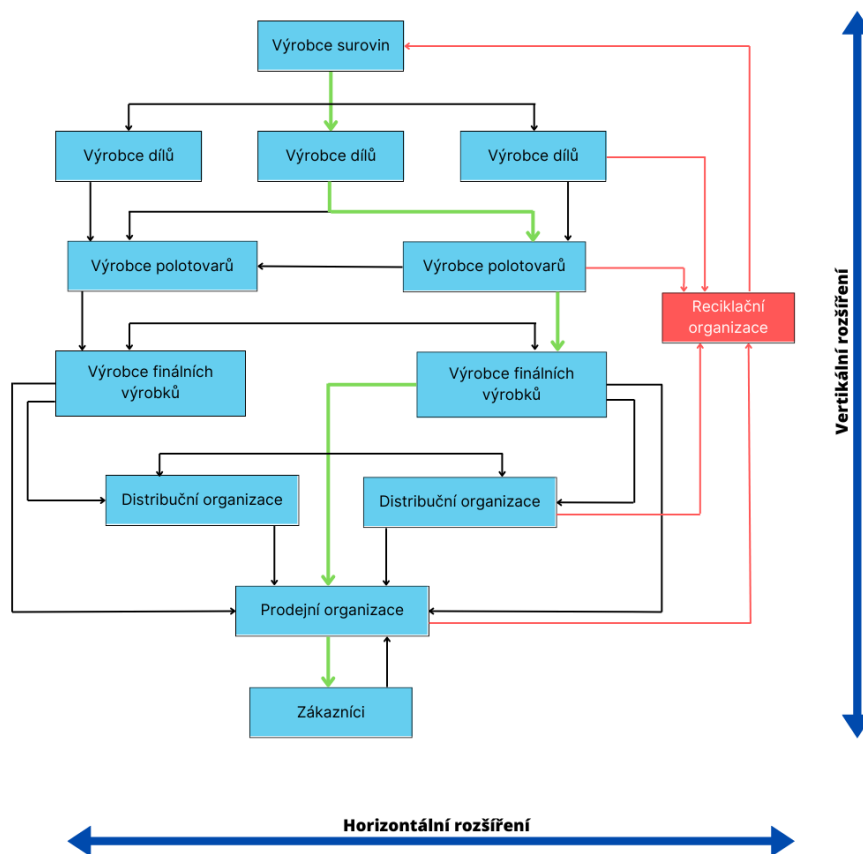 Výrobce surovin
Výrobce dílů
Výrobce dílů
Výrobce dílů
Výrobce polotovarů
Výrobce polotovarů
Reciklační
organizace
Výrobce finálních
výrobků
Výrobce finálních
výrobků
Distribuční organizace
Distribuční organizace
Prodejní organizace
Zákazníci
Vertikální rozšíření
Horizontální rozšíření